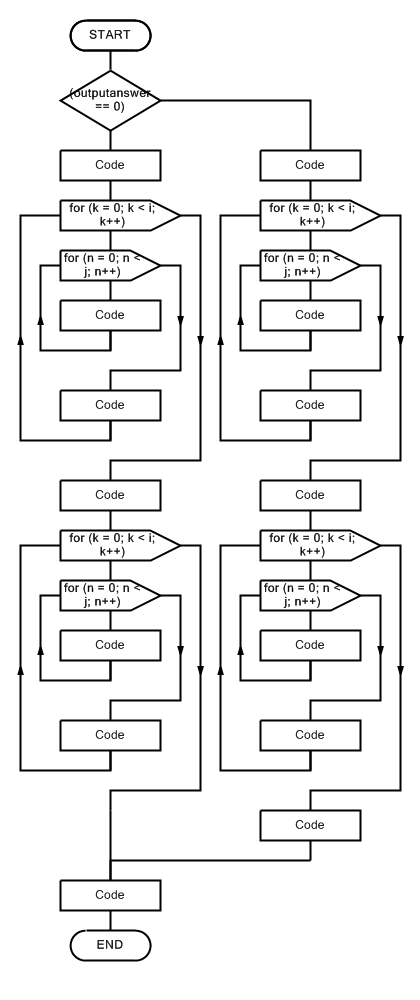 START
(outputanswer
== 0)
Code
Code
for (k = 0; k < i;
k++)
for (k = 0; k < i;
k++)
for (n = 0; n <
j; n++)
for (n = 0; n <
j; n++)
Code
Code
Code
Code
Code
Code
for (k = 0; k < i;
k++)
for (k = 0; k < i;
k++)
for (n = 0; n <
j; n++)
for (n = 0; n <
j; n++)
Code
Code
Code
Code
Code
Code
END